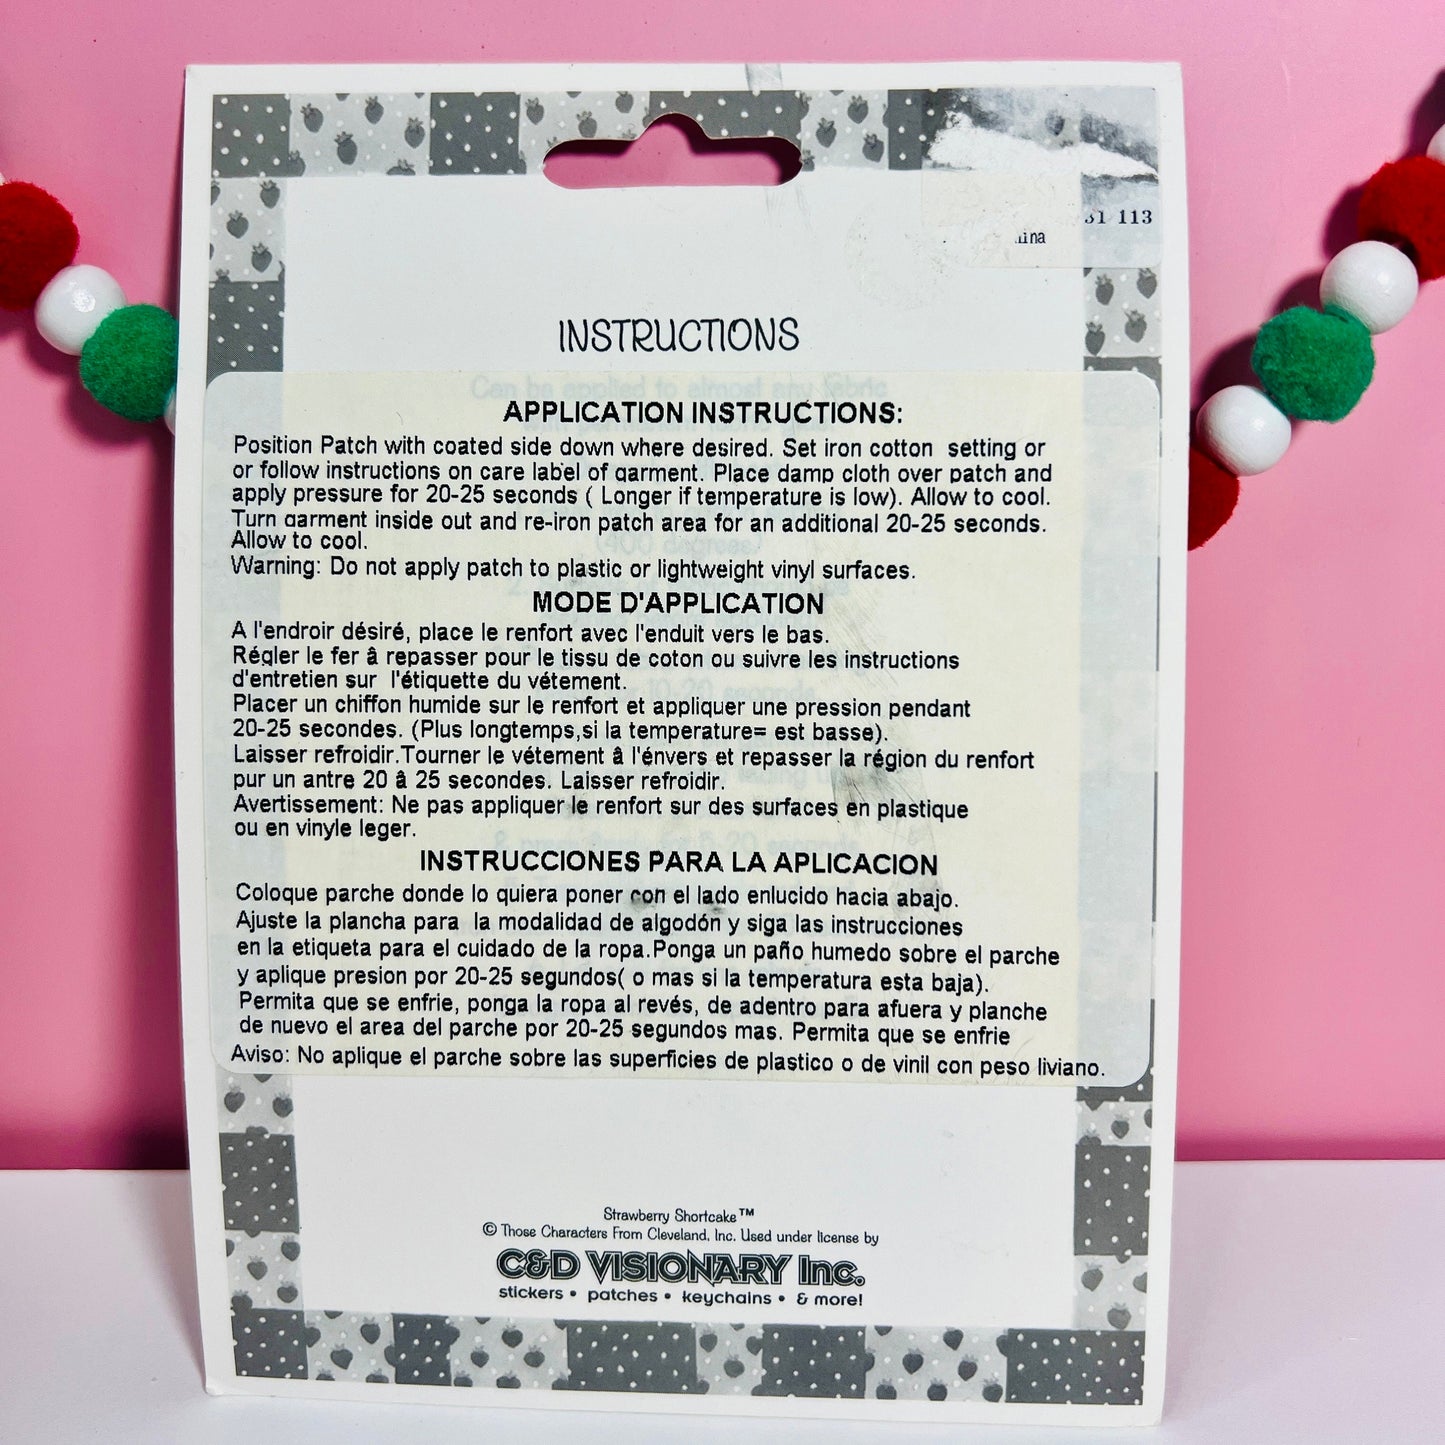 31 113
INSTRUCTIONS
Can be applied to almost any fabric
APPLICATION INSTRUCTIONS:
Position Patch with coated side down where desired. Set iron cotton setting or
or follow instructions on care label of garment. Place damp cloth over patch and
apply pressure for 20-25 seconds ( Longer if temperature is low). Allow to cool.
Turn garment inside out and re-iron patch area for an additional 20-25 seconds.
Allow to cool.
(400 degrees)
Warning: Do not apply patch to plastic or lightweight vinyl surfaces.
MODE D'APPLICATION
A l'endroir désiré, place le renfort avec l'enduit vers le bas.
Régler le fer â repasser pour le tissu de coton ou suivre les instructions
d'entretien sur l'étiquette du vétement.
Placer un chiffon humide sur le renfort et appliquer une pression pendant
20-25 secondes. (Plus longtemps,si la temperature= est basse).
Laisser refroidir.Tourner le vétement â l'énvers et repasser la région du renfort
pur un antre 20 â 25 secondes. Laisser refroidir.
Avertissement: Ne pas appliquer le renfort sur des surfaces en plastique
ou en vinyle leger.
INSTRUCCIONES PARA LA APLICACION
Coloque parche donde lo quiera poner con el lado enlucido hacia abajo.
Ajuste la plancha para la modalidad de algodón y siga las instrucciones
en la etiqueta para el cuidado de la ropa.Ponga un paño humedo sobre el parche
y aplique presion por 20-25 segundos( o mas si la temperatura esta baja).
Permita que se enfrie, ponga la ropa al revés, de adentro para afuera y planche
de nuevo el area del parche por 20-25 segundos mas. Permita que se enfrie
Aviso: No aplique el parche sobre las superficies de plastico o de vinil con peso liviano.
Strawberry Shortcake™
© Those Characters From Cleveland, Inc. Used under license by
C&D VISIONARY Inc.
stickers • patches • keychains • & more!